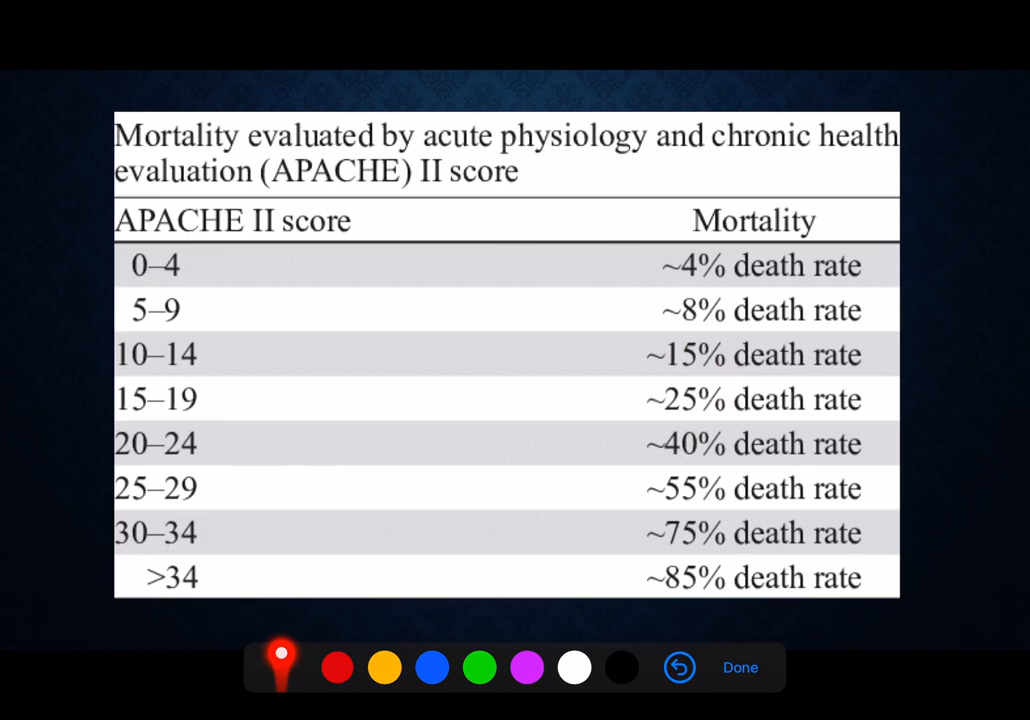 Mortality evaluated by acute physiology and chronic health
evaluation (APACHE) II score
APACHE II score Mortality
0–4 ~4% death rate
5–9 ~8% death rate
10–14 ~15% death rate
15–19 ~25% death rate
20–24 ~40% death rate
25–29 ~55% death rate
30–34 ~75% death rate
>34 ~85% death rate
Done